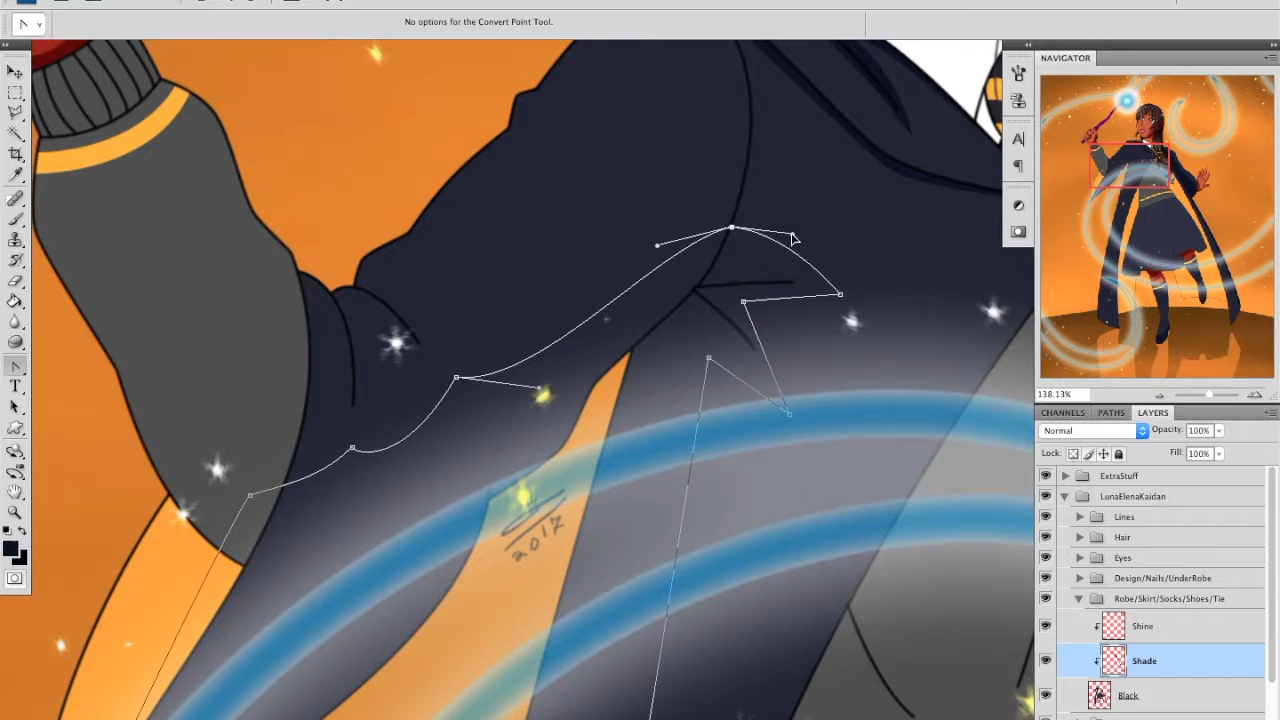 No options for the Convert Point Tool.
NAVIGATOR
138.13%
CHANNELS PATHS LAYERS
Normal Opacity: 100%
Lock: Fill: 100%
ExtraStuff
LunaElenaKaidan
Lines
Hair
Eyes
Design/Nails/UnderRobe
Robe/Skirt/Socks/Shoes/Tie
Shine
Shade
Black
2017